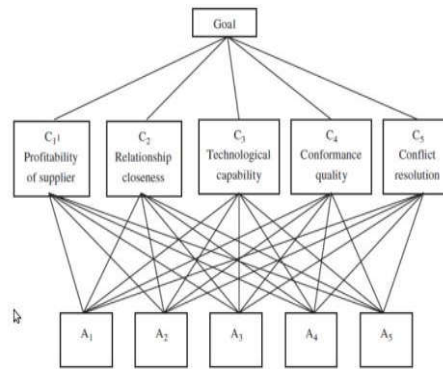 Goal
C₁¹
Profitability
of supplier
C₂
Relationship
closeness
C₃
Technological
capability
C₄
Conformance
quality
C₅
Conflict
resolution
A₁
A₂
A₃
A₄
A₅